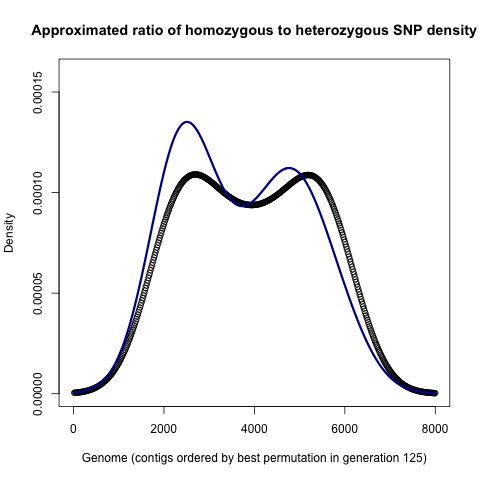 Approximated ratio of homozygous to heterozygous SNP density
0.00015
0.00010
0.00005
0.00000
Density
0 2000 4000 6000 8000
Genome (contigs ordered by best permutation in generation 125)